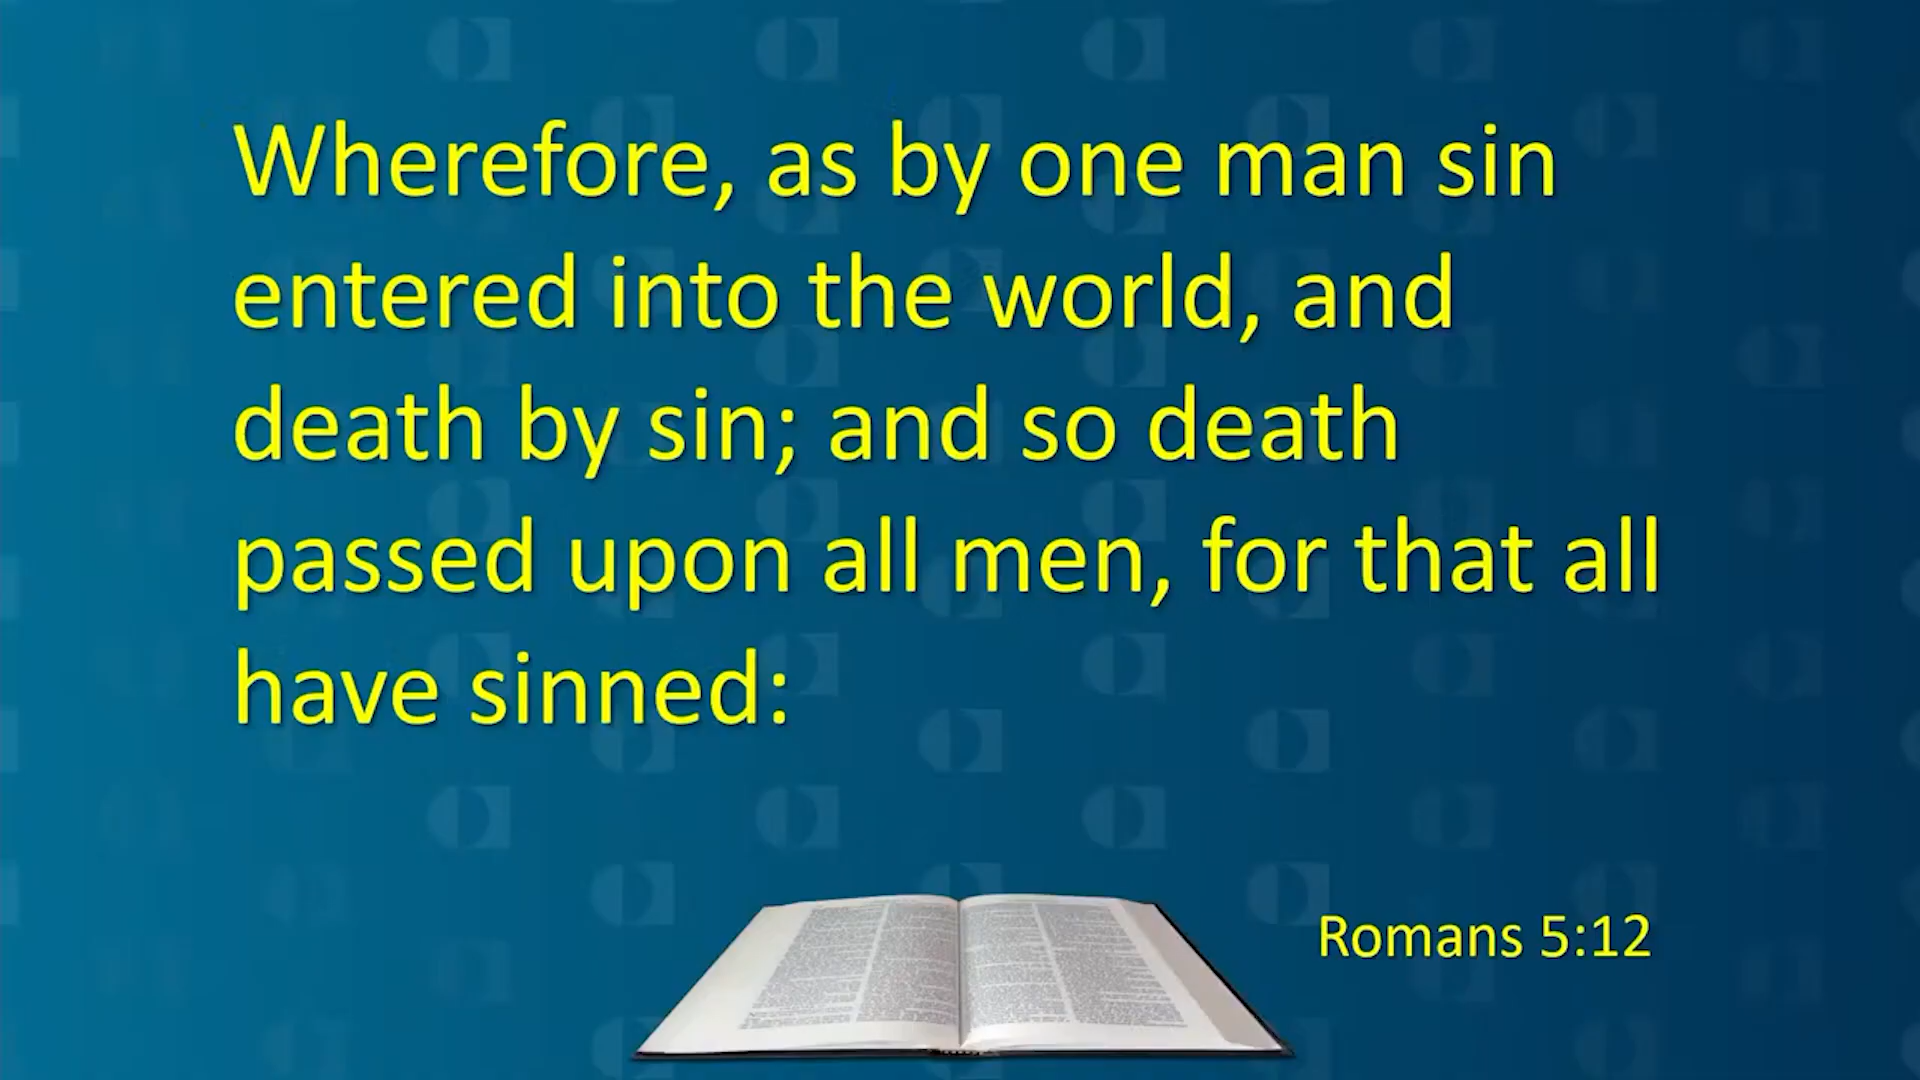 Wherefore, as by one man sin
entered into the world, and
death by sin; and so death
passed upon all men, for that all
have sinned:
Romans 5:12